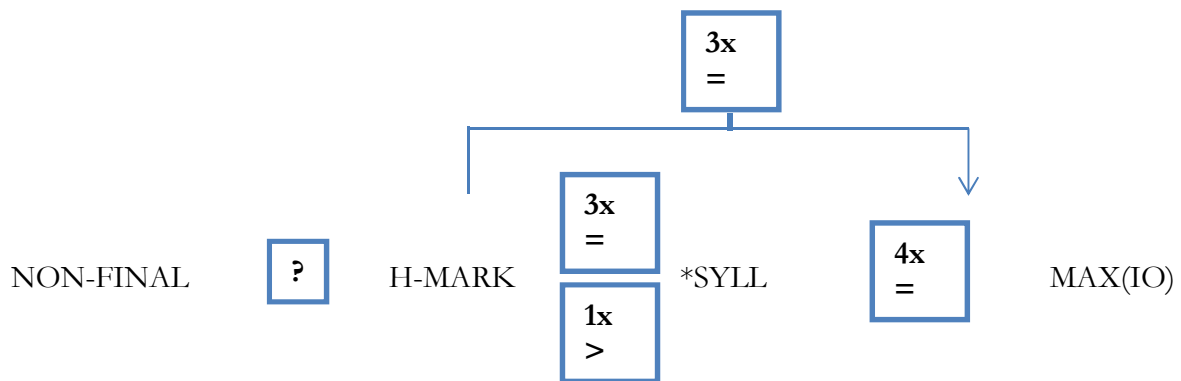 3x
=
3x
=
NON-FINAL ? H-MARK *SYLL 4x MAX(IO)
=
1x
>